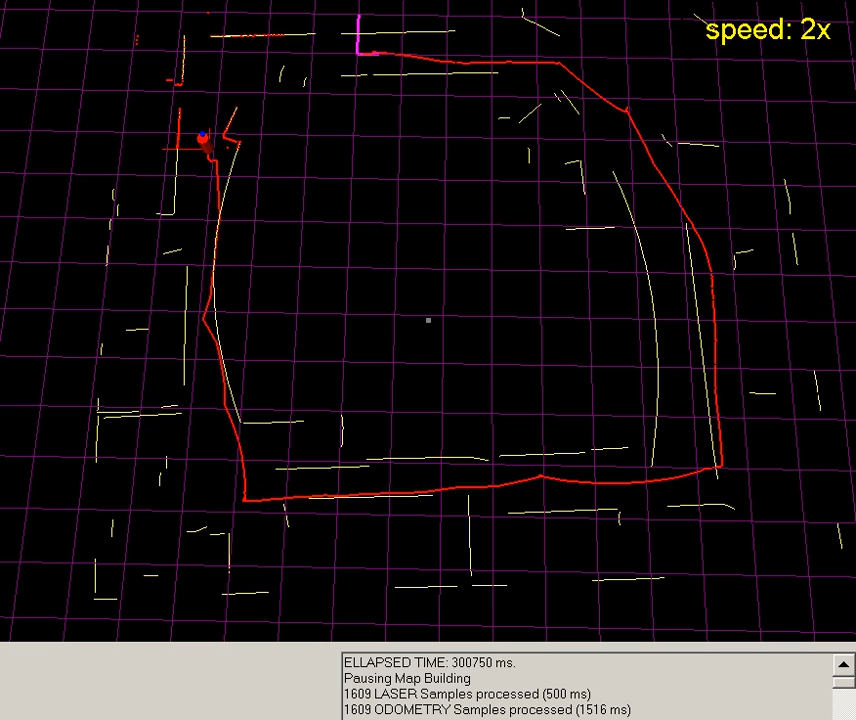 speed: 2x
ELLAPSED TIME: 300750 ms.
Pausing Map Building
1609 LASER Samples processed (500 ms)
1609 ODOMETRY Samples processed (1516 ms)